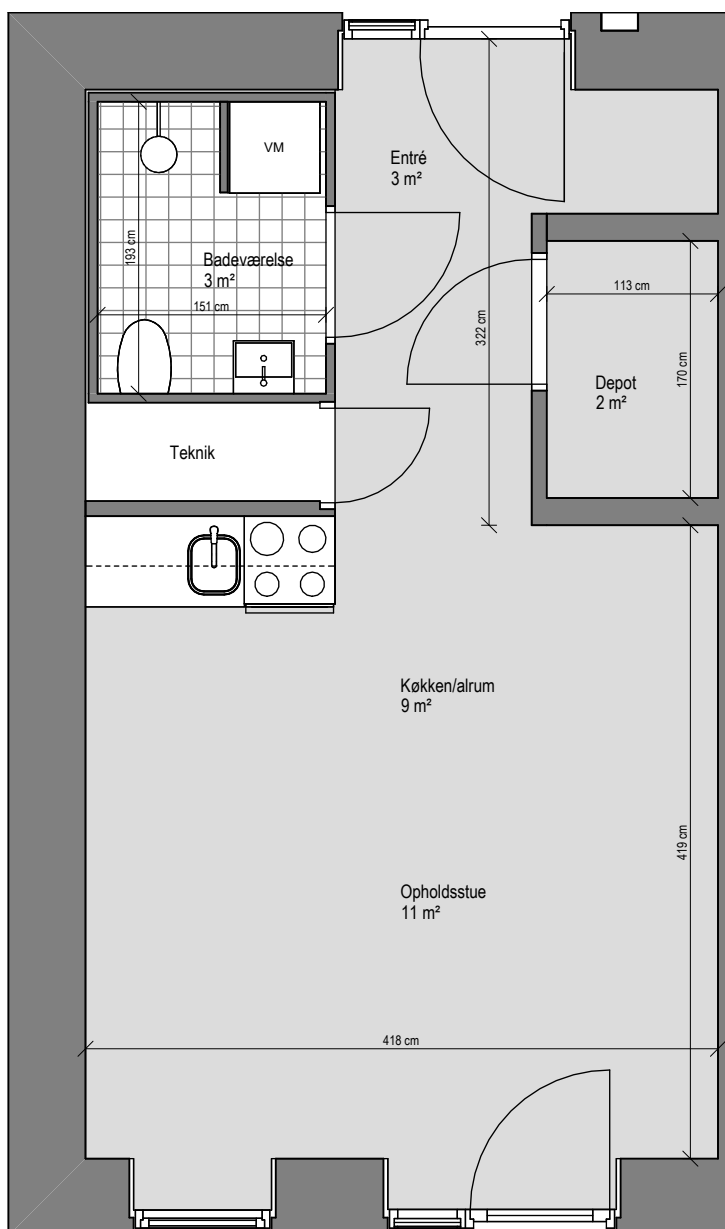 VM
Entré
3 m²
193 cm
Badeværelse
3 m²
151 cm
113 cm
322 cm
170 cm
Depot
2 m²
Teknik
Køkken/alrum
9 m²
419 cm
Opholdsstue
11 m²
418 cm